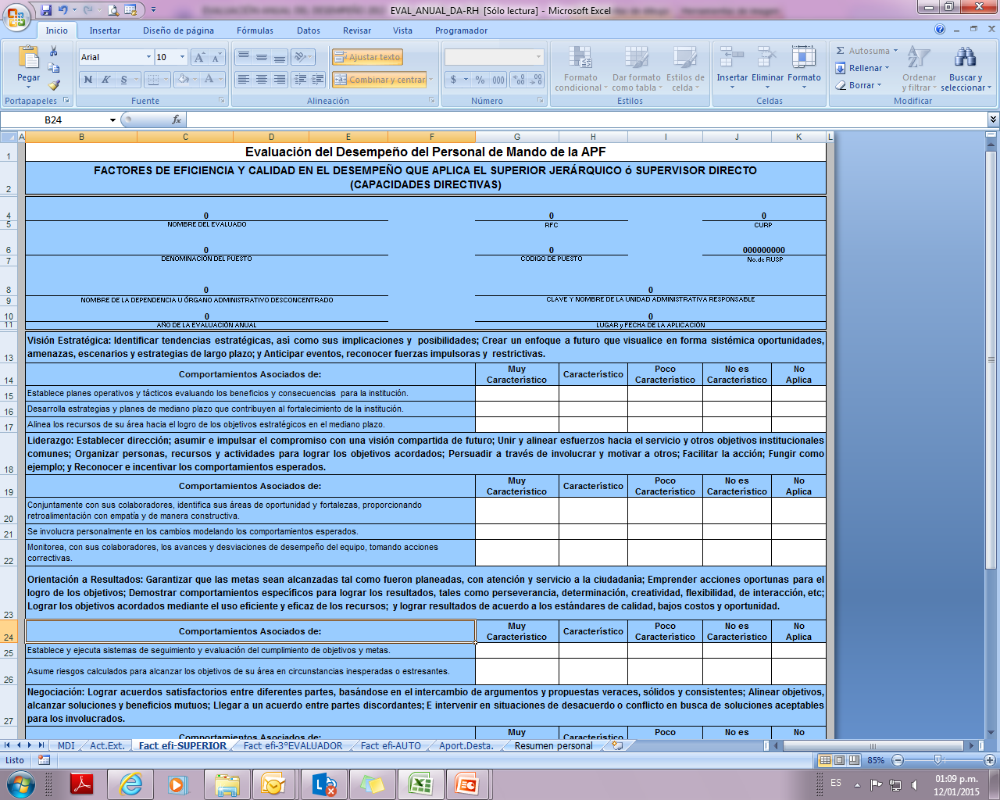 EVAL_ANUAL_DA-RH [Sólo lectura] - Microsoft Excel
Inicio Insertar Diseño de página Fórmulas Datos Revisar Vista Programador
Pegar
Portapapeles
Arial 10
N K S
Fuente
Ajustar texto
Combinar y centrar
Alineación
$ % 000
Número
Formato condicional
Dar formato como tabla
Estilos de celda
Estilos
Insertar Eliminar Formato
Celdas
Autosuma
Rellenar
Borrar
Ordenar y filtrar
Buscar y seleccionar
Modificar
B24 fx
A B C D E F G H I J K L
1 Evaluación del Desempeño del Personal de Mando de la APF
FACTORES DE EFICIENCIA Y CALIDAD EN EL DESEMPEÑO QUE APLICA EL SUPERIOR JERÁRQUICO ó SUPERVISOR DIRECTO
2 (CAPACIDADES DIRECTIVAS)
4 0 0 0
5 NOMBRE DEL EVALUADO RFC CURP
6 0 0 000000000
7 DENOMINACIÓN DEL PUESTO CODIGO DE PUESTO No.de RUSP
8 0 0
9 NOMBRE DE LA DEPENDENCIA U ÓRGANO ADMINISTRATIVO DESCONCENTRADO CLAVE Y NOMBRE DE LA UNIDAD ADMINISTRATIVA RESPONSABLE
10 0 0
11 AÑO DE LA EVALUACIÓN ANUAL LUGAR y FECHA DE LA APLICACIÓN
Visión Estratégica: Identificar tendencias estratégicas, así como sus implicaciones y posibilidades; Crear un enfoque a futuro que visualice en forma sistémica oportunidades,
13 amenazas, escenarios y estrategias de largo plazo; y Anticipar eventos, reconocer fuerzas impulsoras y restrictivas.
14 Comportamientos Asociados de: Muy Característico Característico Poco Característico No es Característico No Aplica
15 Establece planes operativos y tácticos evaluando los beneficios y consecuencias para la institución.
16 Desarrolla estrategias y planes de mediano plazo que contribuyen al fortalecimiento de la institución.
17 Alinea los recursos de su área hacia el logro de los objetivos estratégicos en el mediano plazo.
Liderazgo: Establecer dirección; asumir e impulsar el compromiso con una visión compartida de futuro; Unir y alinear esfuerzos hacia el servicio y otros objetivos institucionales
comunes; Organizar personas, recursos y actividades para lograr los objetivos acordados; Persuadir a través de involucrar y motivar a otros; Facilitar la acción; Fungir como
18 ejemplo; y Reconocer e incentivar los comportamientos esperados.
19 Comportamientos Asociados de: Muy Característico Característico Poco Característico No es Característico No Aplica
Conjuntamente con sus colaboradores, identifica sus áreas de oportunidad y fortalezas, proporcionando
20 retroalimentación con empatía y de manera constructiva.
21 Se involucra personalmente en los cambios modelando los comportamientos esperados.
Monitorea, con sus colaboradores, los avances y desviaciones de desempeño del equipo, tomando acciones
22 correctivas.
Orientación a Resultados: Garantizar que las metas sean alcanzadas tal como fueron planeadas, con atención y servicio a la ciudadanía; Emprender acciones oportunas para el
logro de los objetivos; Demostrar comportamientos específicos para lograr los resultados, tales como perseverancia, determinación, creatividad, flexibilidad, de interacción, etc;
23 Lograr los objetivos acordados mediante el uso eficiente y eficaz de los recursos; y lograr resultados de acuerdo a los estándares de calidad, bajos costos y oportunidad.
24 Comportamientos Asociados de: Muy Característico Característico Poco Característico No es Característico No Aplica
25 Establece y ejecuta sistemas de seguimiento y evaluación del cumplimiento de objetivos y metas.
26 Asume riesgos calculados para alcanzar los objetivos de su área en circunstancias inesperadas o estresantes.
Negociación: Lograr acuerdos satisfactorios entre diferentes partes, basándose en el intercambio de argumentos y propuestas veraces, sólidos y consistentes; Alinear objetivos,
alcanzar soluciones y beneficios mutuos; Llegar a un acuerdo entre partes discordantes; E intervenir en situaciones de desacuerdo o conflicto en busca de soluciones aceptables
27 para los involucrados.
Comportamientos Asociados de: Muy Característico Poco No es No
MDI Act.Ext. Fact efi-SUPERIOR Fact efi-3°EVALUADOR Fact efi-AUTO Aport.Desta. Resumen personal
Listo 85%
ES 01:09 p.m.
12/01/2015